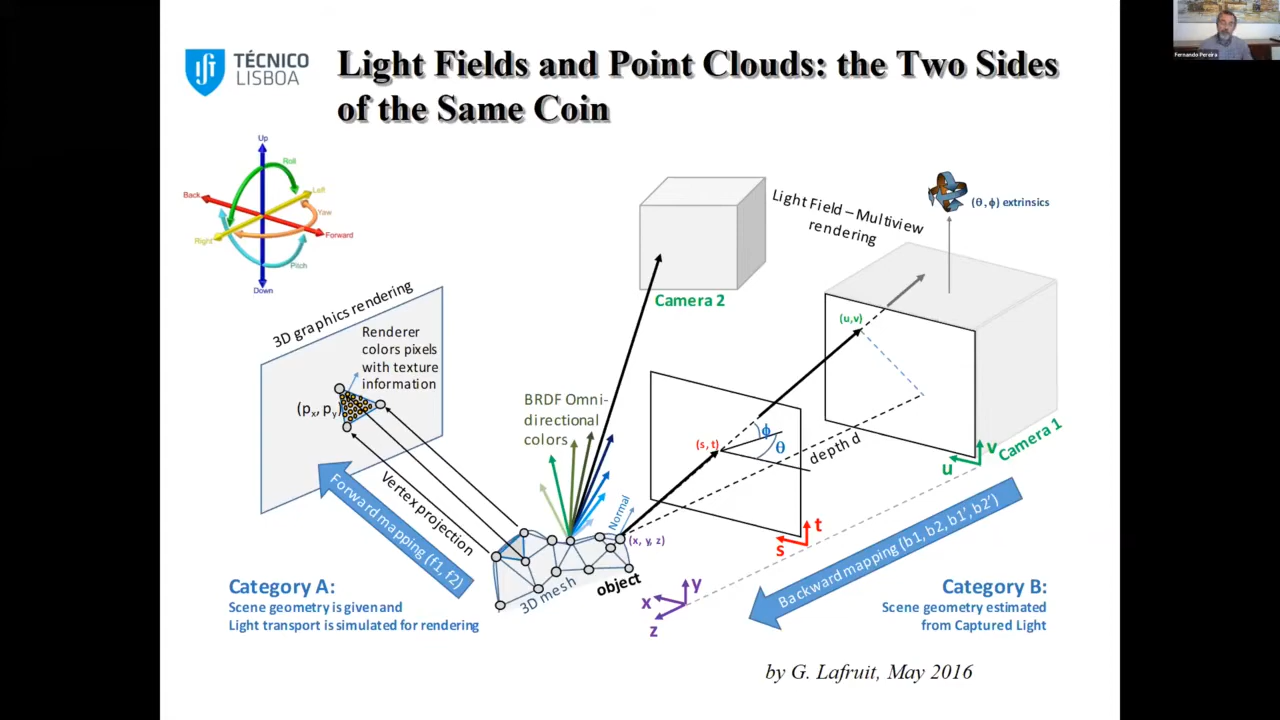 Fernando Pereira
TÉCNICO
LISBOA
Light Fields and Point Clouds: the Two Sides
of the Same Coin
Up
Roll
Back
Left
Yaw
Right
Forward
Pitch
Down
3D graphics rendering
Renderer
colors pixels
with texture
information
(px, py)
Vertex projection
Forward mapping (f1, f2)
Category A:
Scene geometry is given and
Light transport is simulated for rendering
BRDF Omni-
directional
colors
Normal
(x, y, z)
3D mesh
object
x
y
z
Camera 2
Light Field – Multiview
rendering
(θ, ϕ) extrinsics
(u,v)
(s, t)
ϕ
θ
depth d
s
t
u
v
Camera 1
Backward mapping (b1, b2, b1', b2')
Category B:
Scene geometry estimated
from Captured Light
by G. Lafruit, May 2016